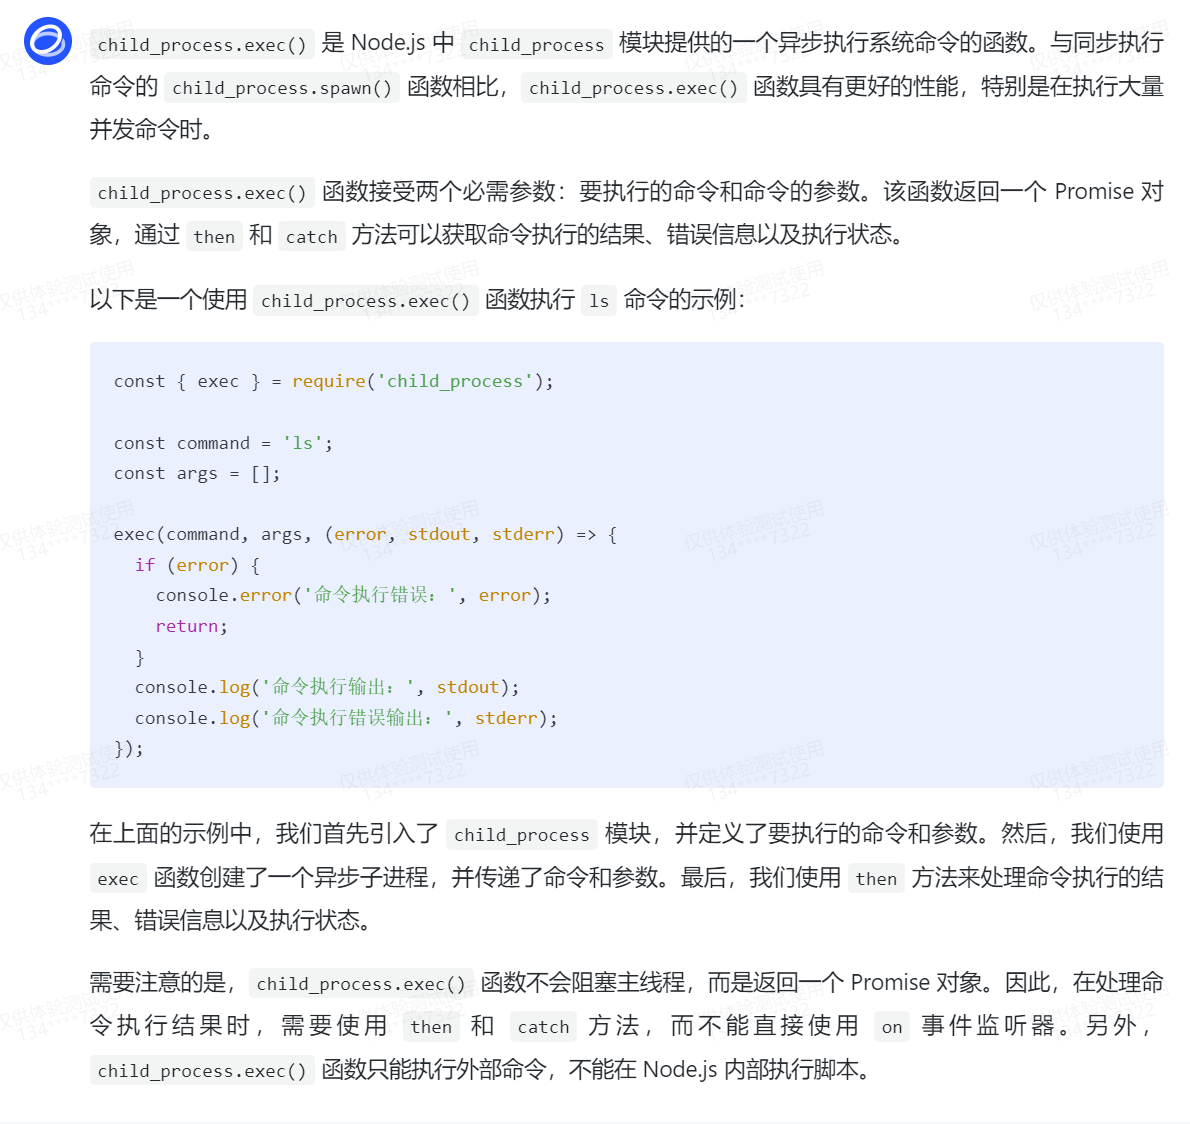 child_process.exec() 是 Node.js 中 child_process 模块提供的一个异步执行系统命令的函数。与同步执行
命令的 child_process.spawn() 函数相比，child_process.exec() 函数具有更好的性能，特别是在执行大量
并发命令时。
child_process.exec() 函数接受两个必需参数：要执行的命令和命令的参数。该函数返回一个 Promise 对
象，通过 then 和 catch 方法可以获取命令执行的结果、错误信息以及执行状态。
以下是一个使用 child_process.exec() 函数执行 ls 命令的示例：
const { exec } = require('child_process');
const command = 'ls';
const args = [];
exec(command, args, (error, stdout, stderr) => {
  if (error) {
    console.error('命令执行错误：', error);
    return;
  }
  console.log('命令执行输出：', stdout);
  console.log('命令执行错误输出：', stderr);
});
在上面的示例中，我们首先引入了 child_process 模块，并定义了要执行的命令和参数。然后，我们使用
exec 函数创建了一个异步子进程，并传递了命令和参数。最后，我们使用 then 方法来处理命令执行的结
果、错误信息以及执行状态。
需要注意的是，child_process.exec() 函数不会阻塞主线程，而是返回一个 Promise 对象。因此，在处理命
令执行结果时，需要使用 then 和 catch 方法，而不能直接使用 on 事件监听器。另外，
child_process.exec() 函数只能执行外部命令，不能在 Node.js 内部执行脚本。
仅供体验测试使用
134****7322